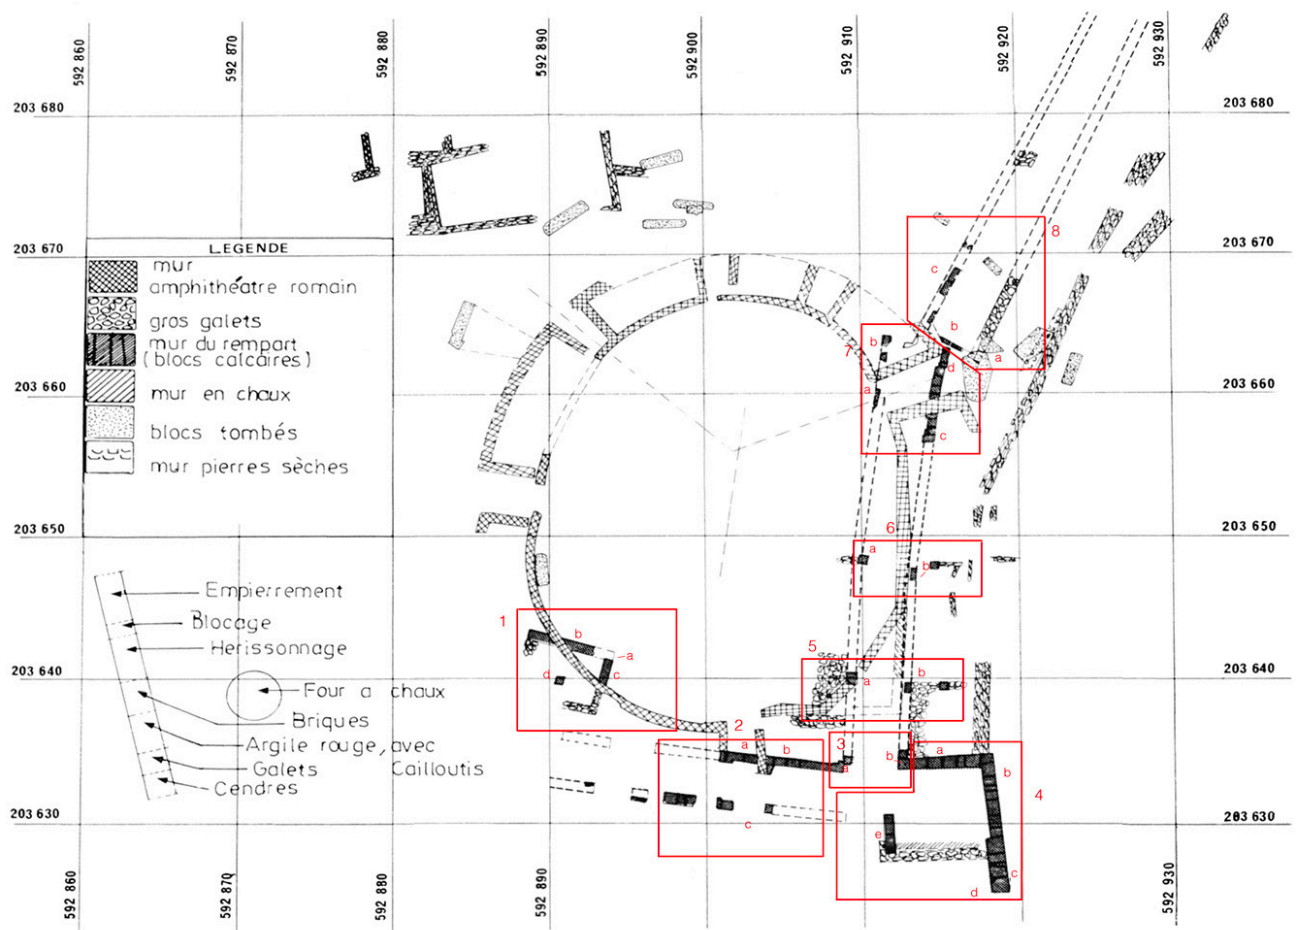 592 860
592 870
592 880
592 890
592 900
592 910
592 920
592 930
203 680
203 680
203 670
203 670
203 660
203 660
203 650
203 650
203 640
203 640
203 630
203 630
LEGENDE
mur
amphithéatre romain
gros galets
mur du rempart
(blocs calcaires)
mur en chaux
blocs tombés
mur pierres sèches
Empierrement
Blocage
Herissonnage
Four a chaux
Briques
Argile rouge, avec
Galets Cailloutis
Cendres
8
c
b
a
7
b
a
d
c
6
a
b
1
b
a
d
c
5
a
b
2
a
b
c
3
a
b
4
a
b
e
c
d
592 860
592 870
592 880
592 890
592 930